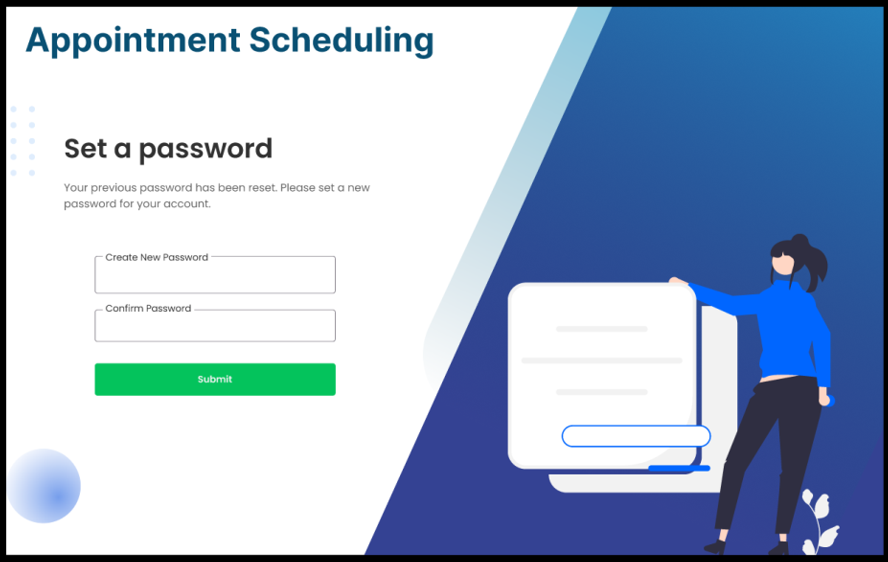 Appointment Scheduling
Set a password
Your previous password has been reset. Please set a new
password for your account.
Create New Password
Confirm Password
Submit